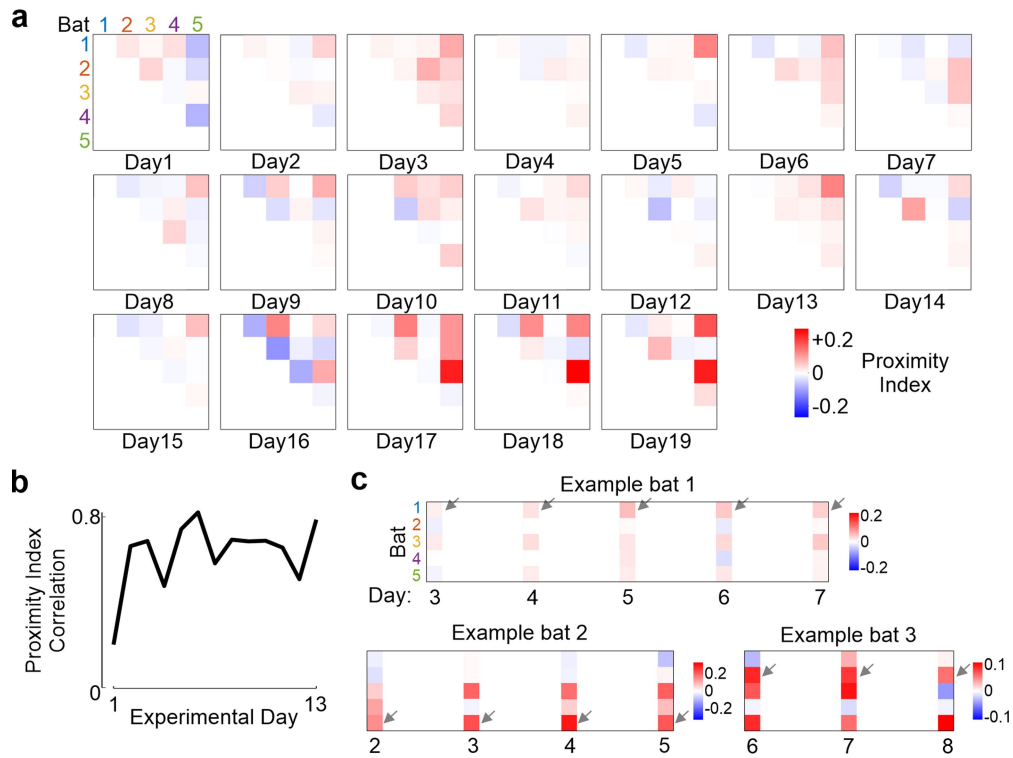 a
Bat 1 2 3 4 5
1
2
3
4
5
Day1 Day2 Day3 Day4 Day5 Day6 Day7
Day8 Day9 Day10 Day11 Day12 Day13 Day14
+0.2
0
-0.2
Proximity
Index
Day15 Day16 Day17 Day18 Day19
b
0.8
0
Proximity Index
Correlation
1 13
Experimental Day
c
Example bat 1
Bat
1
2
3
4
5
0.2
0
-0.2
Day: 3 4 5 6 7
Example bat 2
0.2
0
-0.2
2 3 4 5
Example bat 3
0.1
0
-0.1
6 7 8